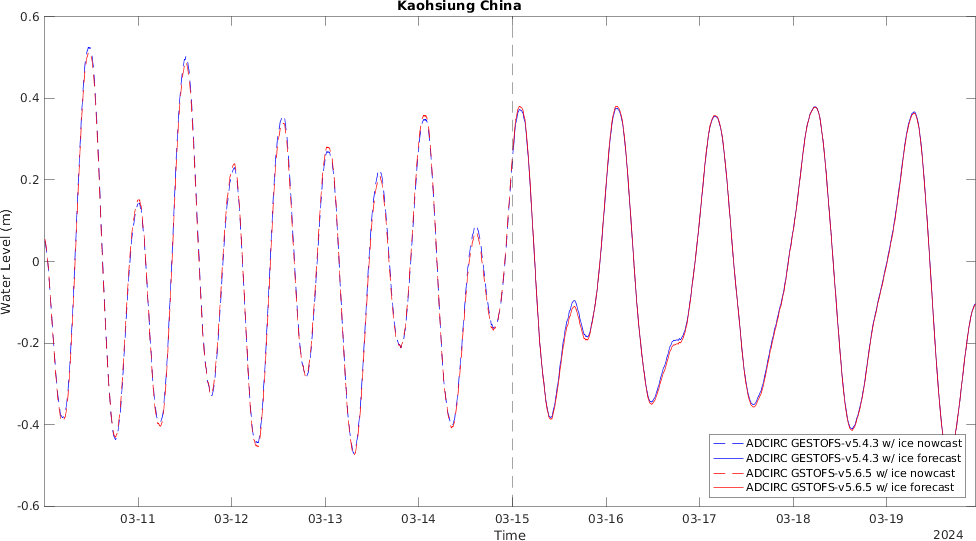 Kaohsiung China
0.6
0.4
0.2
0
-0.2
-0.4
-0.6
Water Level (m)
ADCIRC GESTOFS-v5.4.3 w/ ice nowcast
ADCIRC GESTOFS-v5.4.3 w/ ice forecast
ADCIRC GSTOFS-v5.6.5 w/ ice nowcast
ADCIRC GSTOFS-v5.6.5 w/ ice forecast
03-11 03-12 03-13 03-14 03-15 03-16 03-17 03-18 03-19
Time
2024